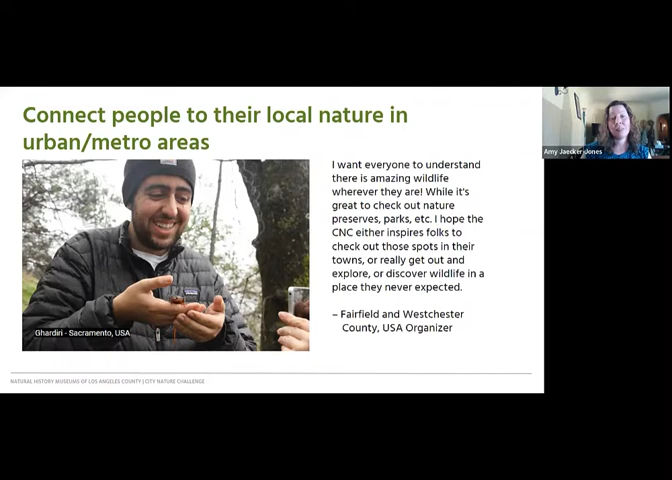 Connect people to their local nature in
urban/metro areas
I want everyone to understand
there is amazing wildlife
wherever they are! While it's
great to check out nature
preserves, parks, etc. I hope the
CNC either inspires folks to
check out those spots in their
towns, or really get out and
explore, or discover wildlife in a
place they never expected.
– Fairfield and Westchester
County, USA Organizer
Ghardiri - Sacramento, USA
NATURAL HISTORY MUSEUMS OF LOS ANGELES COUNTY | CITY NATURE CHALLENGE
Amy Jaecker-Jones
patagonia